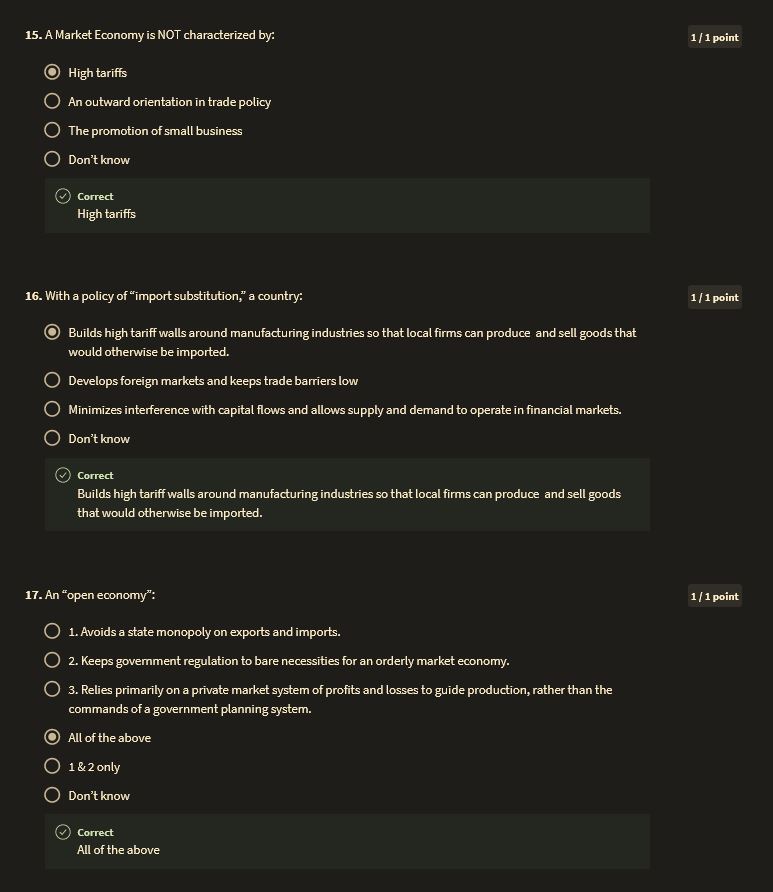 15. A Market Economy is NOT characterized by:
1 / 1 point
High tariffs
An outward orientation in trade policy
The promotion of small business
Don't know
Correct
High tariffs
16. With a policy of “import substitution,” a country:
1 / 1 point
Builds high tariff walls around manufacturing industries so that local firms can produce and sell goods that
would otherwise be imported.
Develops foreign markets and keeps trade barriers low
Minimizes interference with capital flows and allows supply and demand to operate in financial markets.
Don't know
Correct
Builds high tariff walls around manufacturing industries so that local firms can produce and sell goods
that would otherwise be imported.
17. An “open economy”:
1 / 1 point
1. Avoids a state monopoly on exports and imports.
2. Keeps government regulation to bare necessities for an orderly market economy.
3. Relies primarily on a private market system of profits and losses to guide production, rather than the
commands of a government planning system.
All of the above
1 & 2 only
Don't know
Correct
All of the above